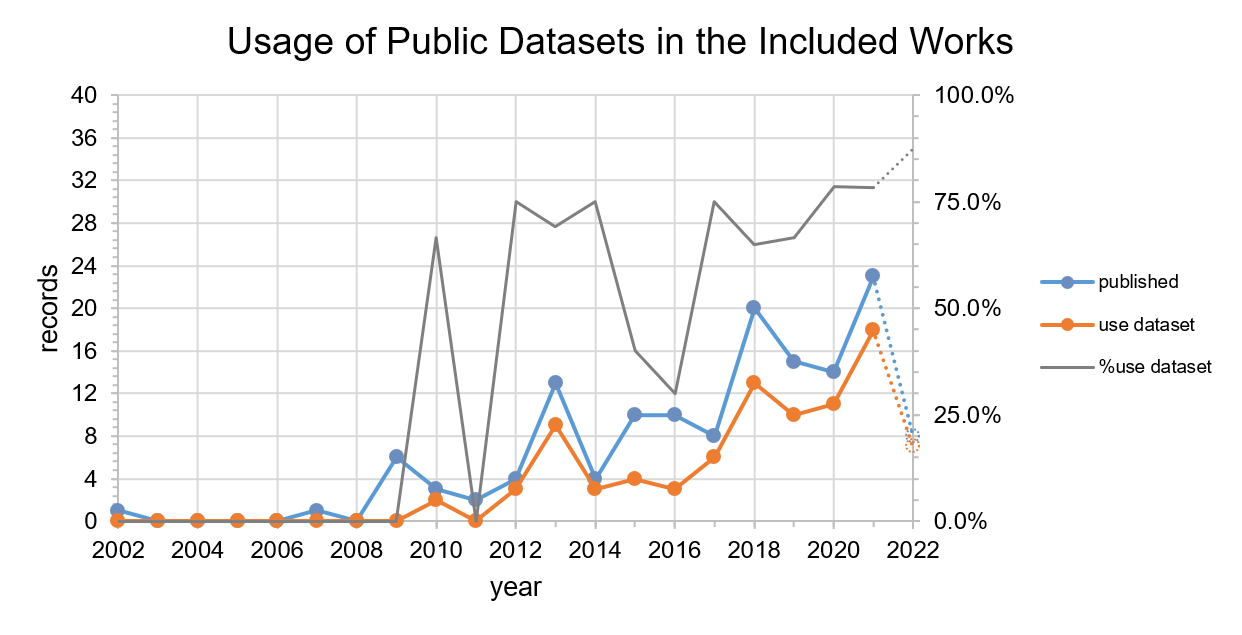 Usage of Public Datasets in the Included Works
40
36
32
28
24
20
16
12
8
4
0
records
100.0%
75.0%
50.0%
25.0%
0.0%
2002 2004 2006 2008 2010 2012 2014 2016 2018 2020 2022
year
published
use dataset
%use dataset